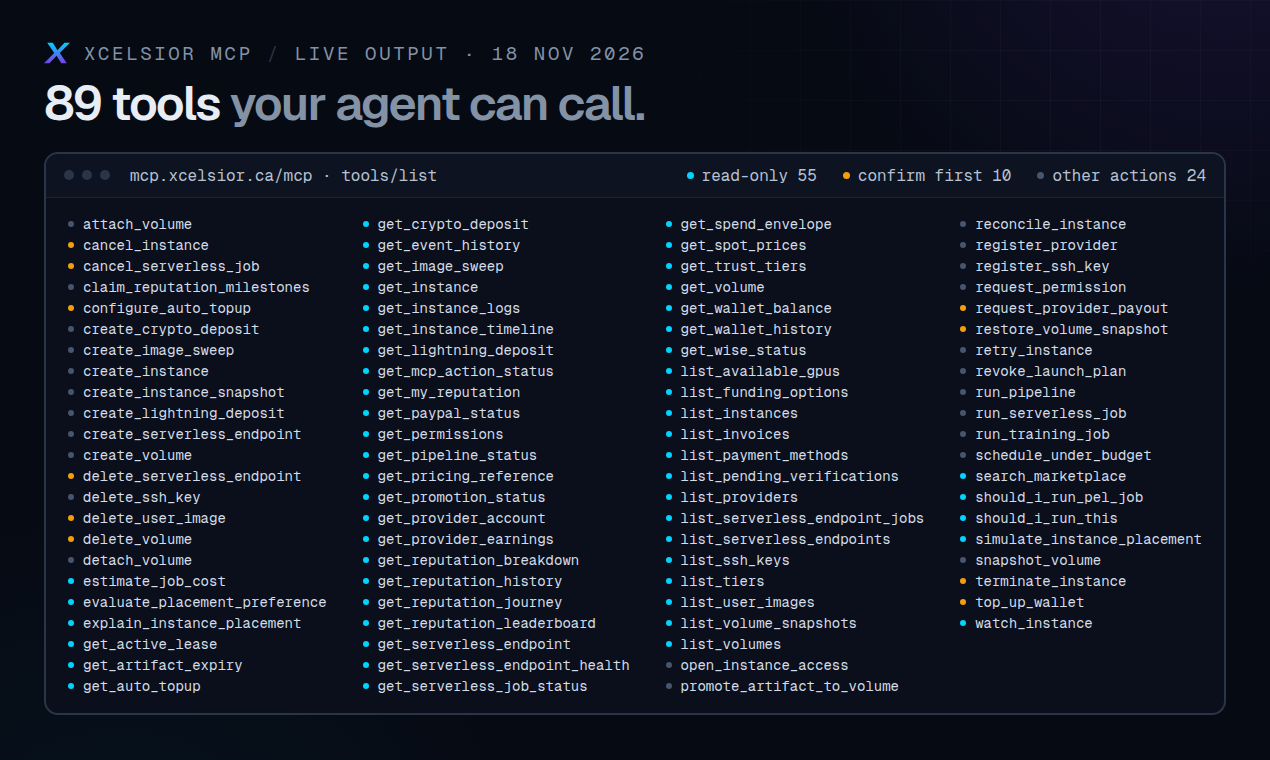 XCELSIOR MCP / LIVE OUTPUT · 18 NOV 2026
89 tools your agent can call.
mcp.xcelsior.ca/mcp · tools/list
read-only 55
confirm first 10
other actions 24
attach_volume
cancel_instance
cancel_serverless_job
claim_reputation_milestones
configure_auto_topup
create_crypto_deposit
create_image_sweep
create_instance
create_instance_snapshot
create_lightning_deposit
create_serverless_endpoint
create_volume
delete_serverless_endpoint
delete_ssh_key
delete_user_image
delete_volume
detach_volume
estimate_job_cost
evaluate_placement_preference
explain_instance_placement
get_active_lease
get_artifact_expiry
get_auto_topup
get_crypto_deposit
get_event_history
get_image_sweep
get_instance
get_instance_logs
get_instance_timeline
get_lightning_deposit
get_mcp_action_status
get_my_reputation
get_paypal_status
get_permissions
get_pipeline_status
get_pricing_reference
get_promotion_status
get_provider_account
get_provider_earnings
get_reputation_breakdown
get_reputation_history
get_reputation_journey
get_reputation_leaderboard
get_serverless_endpoint
get_serverless_endpoint_health
get_serverless_job_status
get_spend_envelope
get_spot_prices
get_trust_tiers
get_volume
get_wallet_balance
get_wallet_history
get_wise_status
list_available_gpus
list_funding_options
list_instances
list_invoices
list_payment_methods
list_pending_verifications
list_providers
list_serverless_endpoint_jobs
list_serverless_endpoints
list_ssh_keys
list_tiers
list_user_images
list_volume_snapshots
list_volumes
open_instance_access
promote_artifact_to_volume
reconcile_instance
register_provider
register_ssh_key
request_permission
request_provider_payout
restore_volume_snapshot
retry_instance
revoke_launch_plan
run_pipeline
run_serverless_job
run_training_job
schedule_under_budget
search_marketplace
should_i_run_pel_job
should_i_run_this
simulate_instance_placement
snapshot_volume
terminate_instance
top_up_wallet
watch_instance